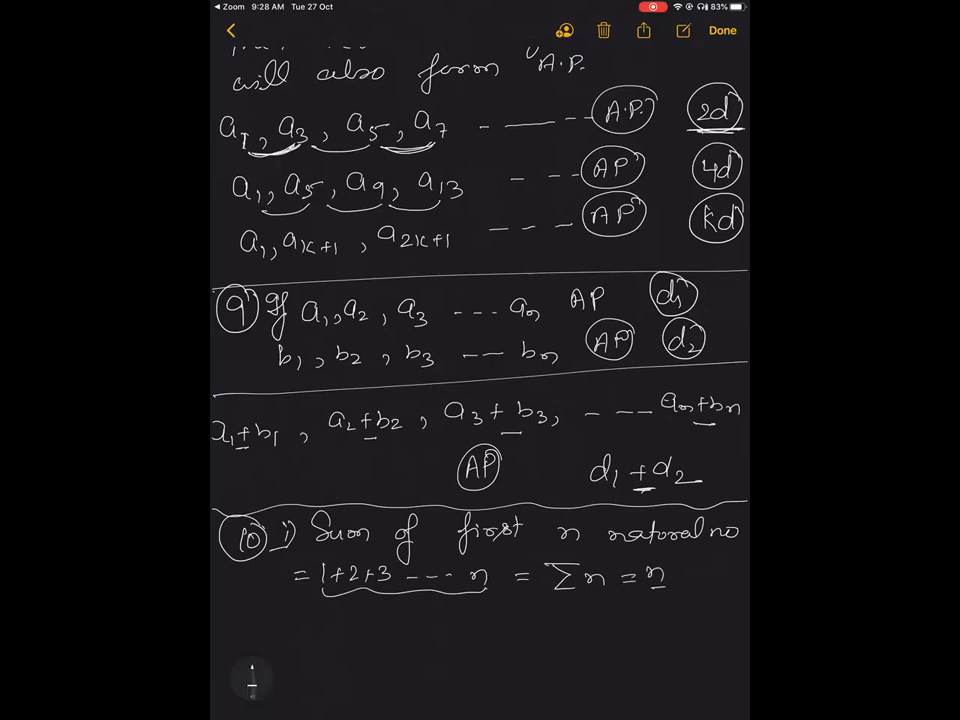 Zoom 9:28 AM Tue 27 Oct 83%
Done
will also form A.P.
a1, a3, a5, a7 - — - - A.P. 2d
a1, a5, a9, a13 - - - AP 4d
a1, ak+1, a2k+1 - - - AP kd
9 If a1, a2, a3 --- an AP d1
b1, b2, b3 --- bn AP d2
a1+b1, a2+b2, a3+b3, - --- an+bn
AP d1+d2
10 i) Sum of first n natural no
= 1+2+3 ---- n = Σn = n